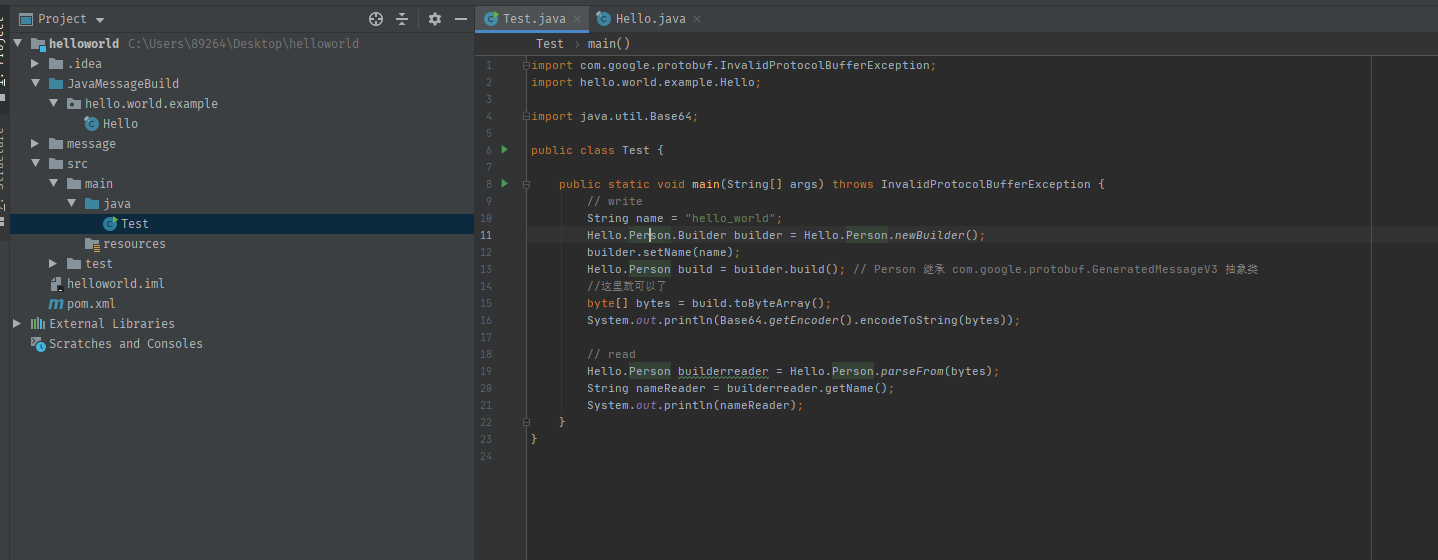 Project
helloworld C:\Users\89264\Desktop\helloworld
.idea
JavaMessageBuild
hello.world.example
Hello
message
src
main
java
Test
resources
test
helloworld.iml
pom.xml
External Libraries
Scratches and Consoles
Test.java
Hello.java
Test › main()
1 import com.google.protobuf.InvalidProtocolBufferException;
2 import hello.world.example.Hello;
3
4 import java.util.Base64;
5
6 public class Test {
7
8 public static void main(String[] args) throws InvalidProtocolBufferException {
9 // write
10 String name = "hello_world";
11 Hello.Person.Builder builder = Hello.Person.newBuilder();
12 builder.setName(name);
13 Hello.Person build = builder.build(); // Person 继承 com.google.protobuf.GeneratedMessageV3 抽象类
14 //这里就可以了
15 byte[] bytes = build.toByteArray();
16 System.out.println(Base64.getEncoder().encodeToString(bytes));
17
18 // read
19 Hello.Person builderreader = Hello.Person.parseFrom(bytes);
20 String nameReader = builderreader.getName();
21 System.out.println(nameReader);
22 }
23 }
24